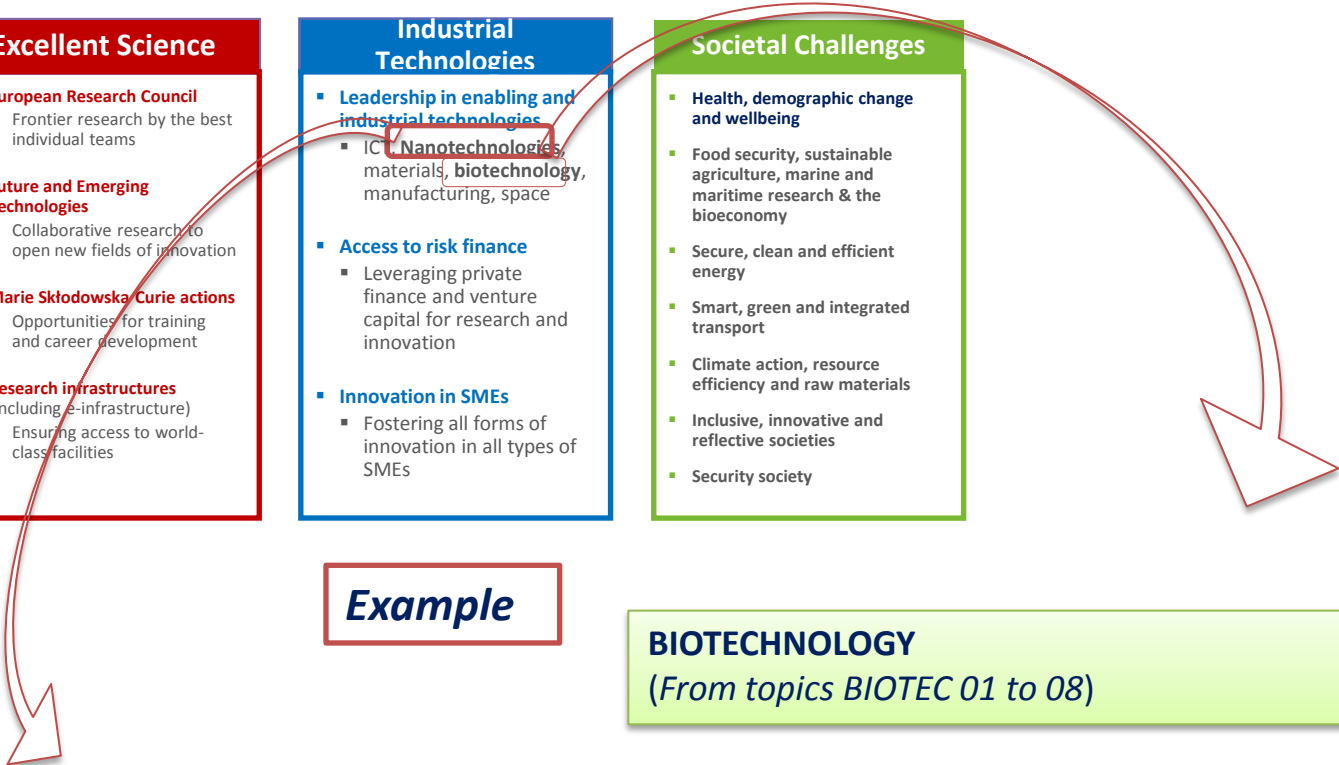 Excellent Science
European Research Council
Frontier research by the best
individual teams
Future and Emerging
Technologies
Collaborative research to
open new fields of innovation
Marie Skłodowska-Curie actions
Opportunities for training
and career development
Research infrastructures
(including e-infrastructure)
Ensuring access to world-
class facilities
Industrial
Technologies
▪ Leadership in enabling and
industrial technologies
▪ ICT, Nanotechnologies,
materials, biotechnology,
manufacturing, space
▪ Access to risk finance
▪ Leveraging private
finance and venture
capital for research and
innovation
▪ Innovation in SMEs
▪ Fostering all forms of
innovation in all types of
SMEs
Societal Challenges
▪ Health, demographic change
and wellbeing
▪ Food security, sustainable
agriculture, marine and
maritime research & the
bioeconomy
▪ Secure, clean and efficient
energy
▪ Smart, green and integrated
transport
▪ Climate action, resource
efficiency and raw materials
▪ Inclusive, innovative and
reflective societies
▪ Security society
Example
BIOTECHNOLOGY
(From topics BIOTEC 01 to 08)